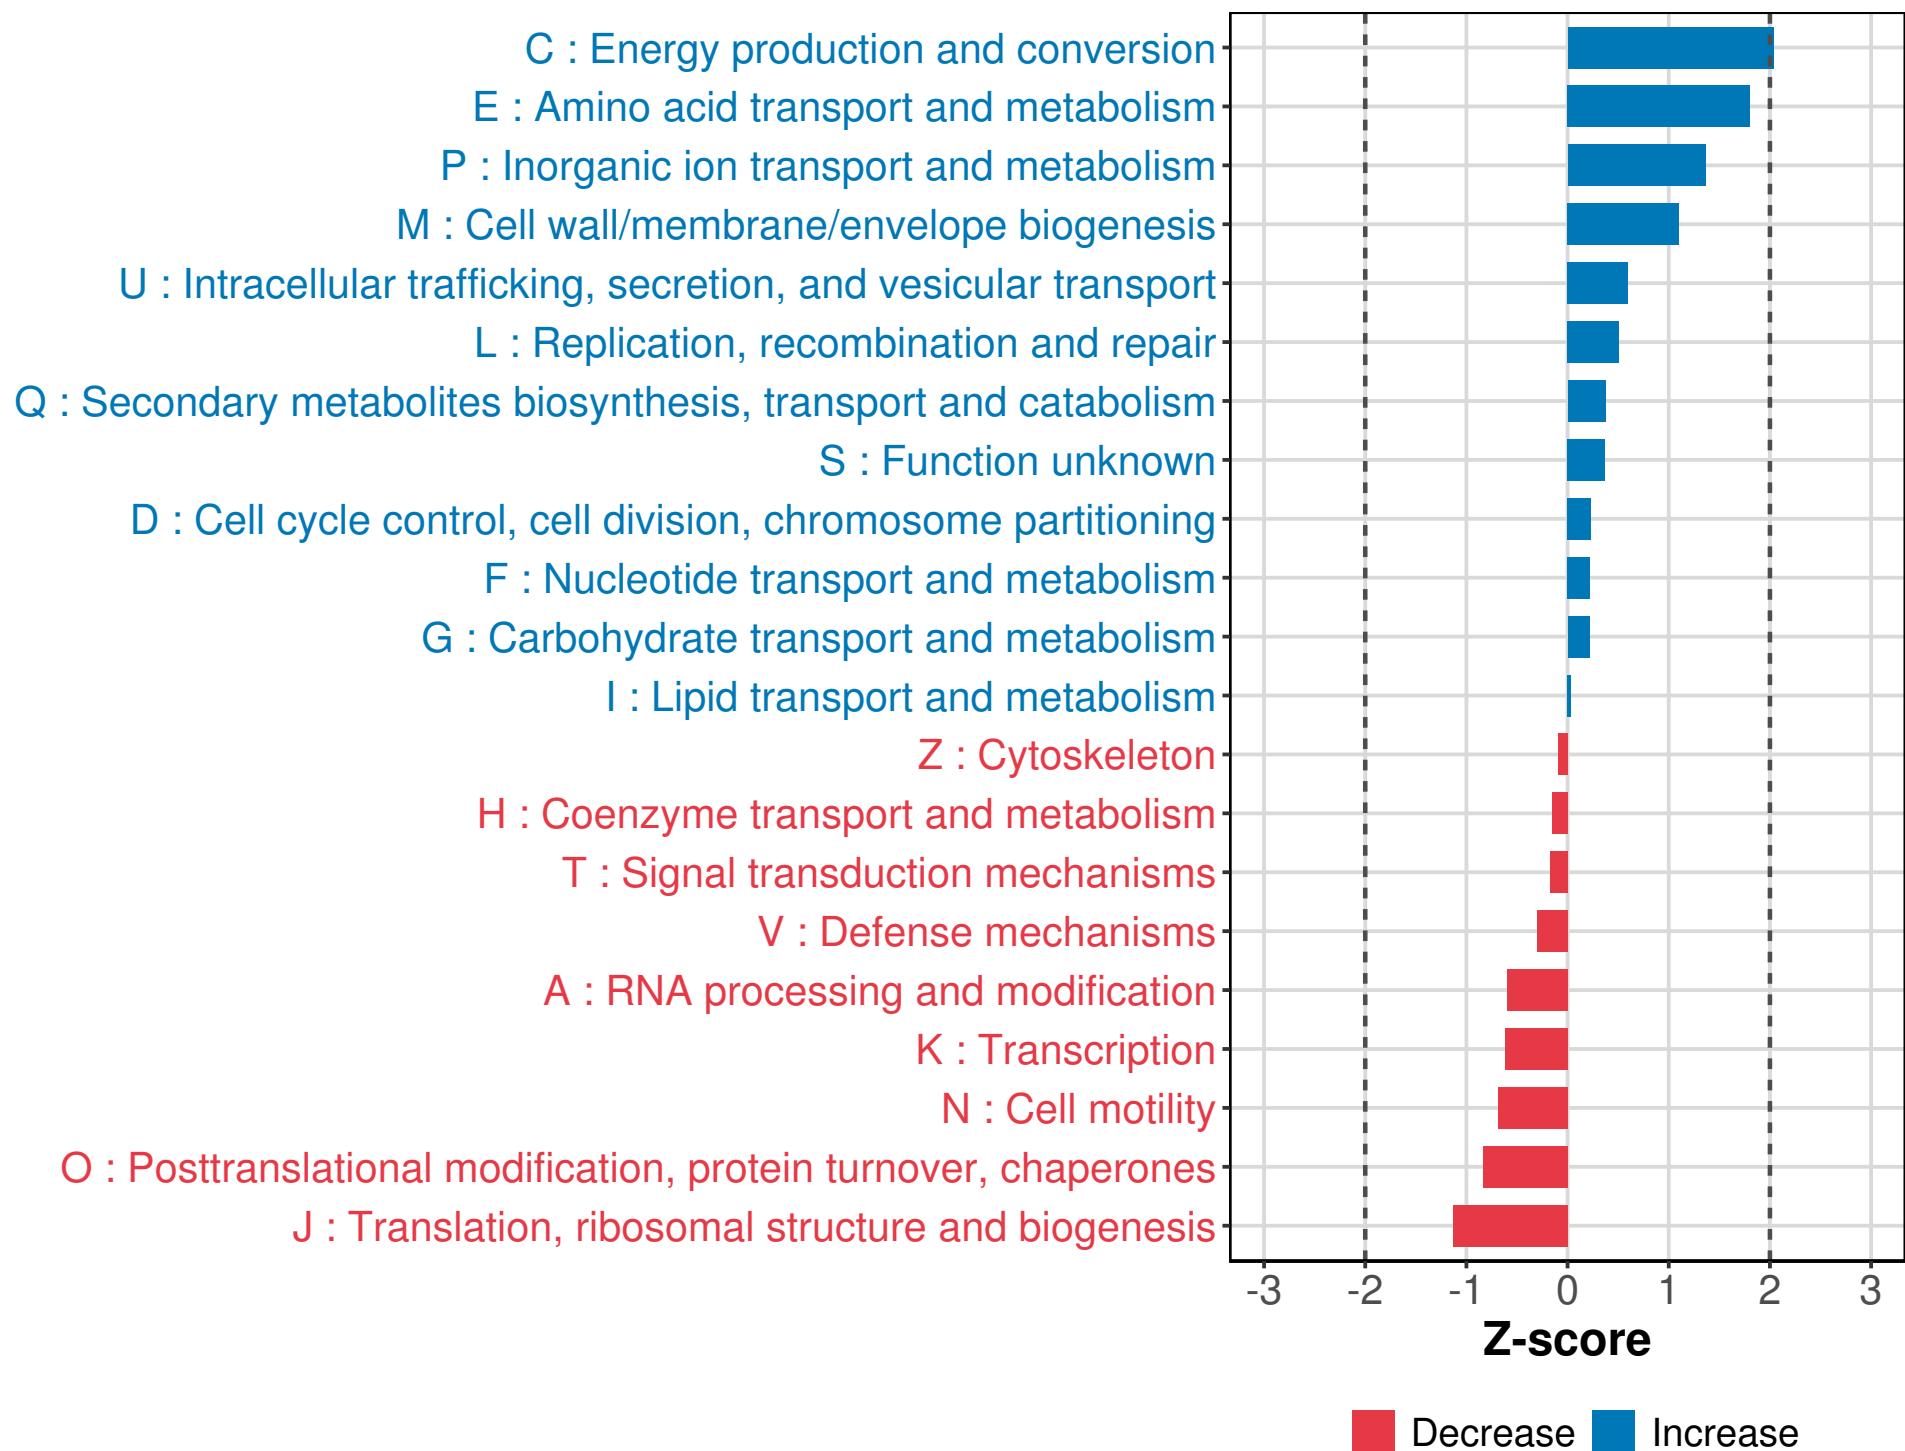 C : Energy production and conversion
E : Amino acid transport and metabolism
P : Inorganic ion transport and metabolism
M : Cell wall/membrane/envelope biogenesis
U : Intracellular trafficking, secretion, and vesicular transport
L : Replication, recombination and repair
Q : Secondary metabolites biosynthesis, transport and catabolism
S : Function unknown
D : Cell cycle control, cell division, chromosome partitioning
F : Nucleotide transport and metabolism
G : Carbohydrate transport and metabolism
I : Lipid transport and metabolism
Z : Cytoskeleton
H : Coenzyme transport and metabolism
T : Signal transduction mechanisms
V : Defense mechanisms
A : RNA processing and modification
K : Transcription
N : Cell motility
O : Posttranslational modification, protein turnover, chaperones
J : Translation, ribosomal structure and biogenesis
-3 -2 -1 0 1 2 3
Z-score
Decrease Increase